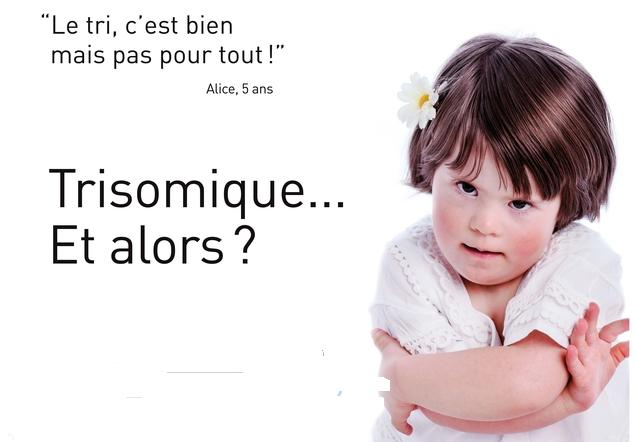 “Le tri, c’est bien
mais pas pour tout !”
Alice, 5 ans
Trisomique...
Et alors ?